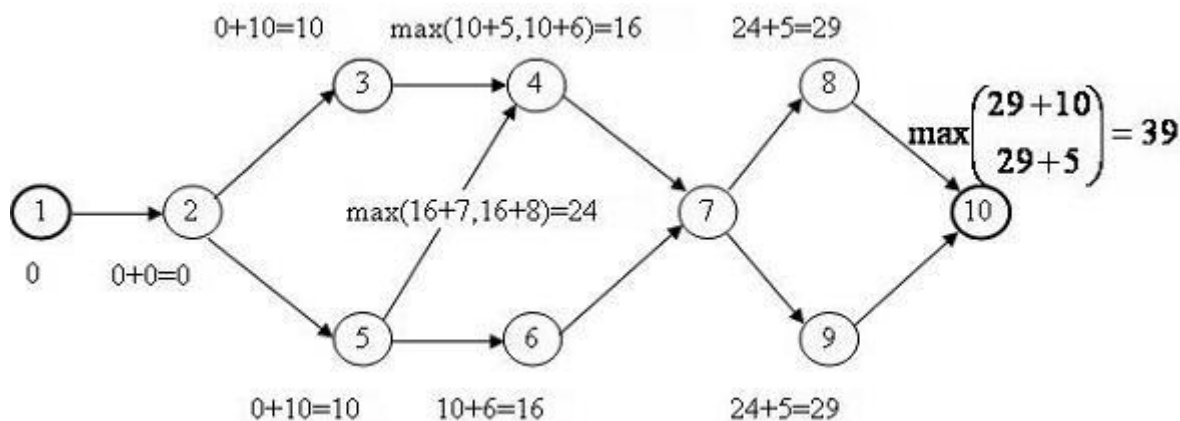 0+10=10 max(10+5,10+6)=16 24+5=29
3 4 8
max(29+10
29+5) = 39
1 2 max(16+7,16+8)=24 7 10
0 0+0=0
5 6 9
0+10=10 10+6=16 24+5=29